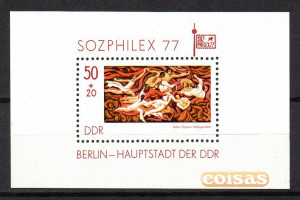 SOZPHILEX 77
50
+ 20
DDR
BERLIN—HAUPTSTADT DER DDR
coisas